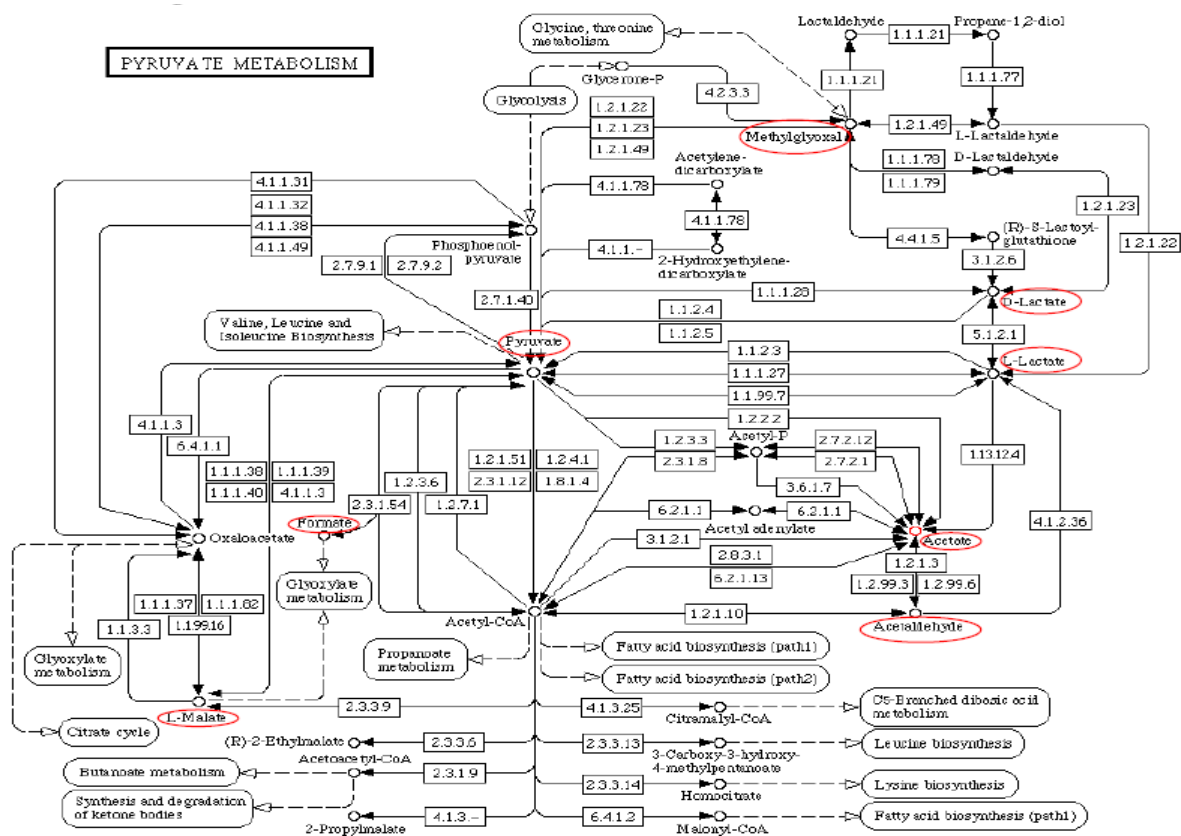 PYRUVATE METABOLISM
Glycine, threonine
metabolism
Lactaldehyde
1.1.1.21
Propane-1,2-diol
Glycerone-P
4.2.3.3
1.1.1.21
1.1.1.77
Glycolysis
1.2.1.22
1.2.1.23
1.2.1.49
Methylglyoxal
1.2.1.49
L-Lactaldehyde
Acetylene-
dicarboxylate
1.1.1.78
1.1.1.79
D-Lactaldehyde
4.1.1.31
4.1.1.32
4.1.1.38
4.1.1.49
4.1.1.78
4.1.1.78
1.2.1.23
1.2.1.22
Phosphoenol-
pyruvate
4.1.1.-
2-Hydroxyethylene-
dicarboxylate
4.4.1.5
(R)-S-Lactoyl-
glutathione
3.1.2.6
2.7.9.1
2.7.9.2
2.7.1.40
1.1.1.28
D-Lactate
1.1.2.4
1.1.2.5
Valine, Leucine and
Isoleucine Biosynthesis
Pyruvate
5.1.2.1
1.1.2.3
1.1.1.27
1.1.99.7
L-Lactate
1.2.2.2
4.1.1.3
6.4.1.1
1.1.1.38
1.1.1.39
1.1.1.40
4.1.1.3
2.3.1.54
1.2.3.6
1.2.7.1
1.2.1.51
1.2.4.1
2.3.1.12
1.8.1.4
1.2.3.3
2.3.1.8
Acetyl-P
2.7.2.12
2.7.2.1
3.6.1.7
1.13.12.4
4.1.2.36
Oxaloacetate
Formate
6.2.1.1
Acetyl adenylate
6.2.1.1
Acetate
3.1.2.1
2.8.3.1
6.2.1.13
1.2.1.3
1.2.99.3
1.2.99.6
Glyoxylate
metabolism
1.1.1.37
1.1.1.82
1.1.99.16
1.1.3.3
Acetyl-CoA
1.2.1.10
Acetaldehyde
Glyoxylate
metabolism
Propanoate
metabolism
Fatty acid biosynthesis (path1)
Fatty acid biosynthesis (path2)
L-Malate
2.3.3.9
4.1.3.25
Citramalyl-CoA
C5-Branched dibasic acid
metabolism
Citrate cycle
(R)-2-Ethylmalate
2.3.3.6
2.3.3.13
3-Carboxy-3-hydroxy-
4-methylpentanoate
Leucine biosynthesis
Butanoate metabolism
Acetoacetyl-CoA
2.3.1.9
2.3.3.14
Homocitrate
Lysine biosynthesis
Synthesis and degradation
of ketone bodies
2-Propylmalate
4.1.3.-
6.4.1.2
Malonyl-CoA
Fatty acid biosynthesis (path1)